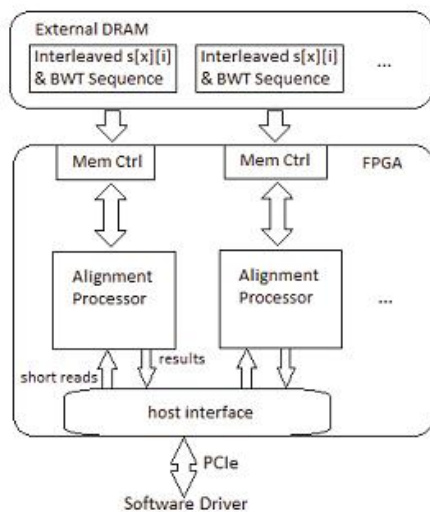 External DRAM
Interleaved s[x][i]
& BWT Sequence
Interleaved s[x][i]
& BWT Sequence
...
Mem Ctrl
Mem Ctrl
FPGA
Alignment
Processor
Alignment
Processor
...
short reads
results
host interface
PCIe
Software Driver